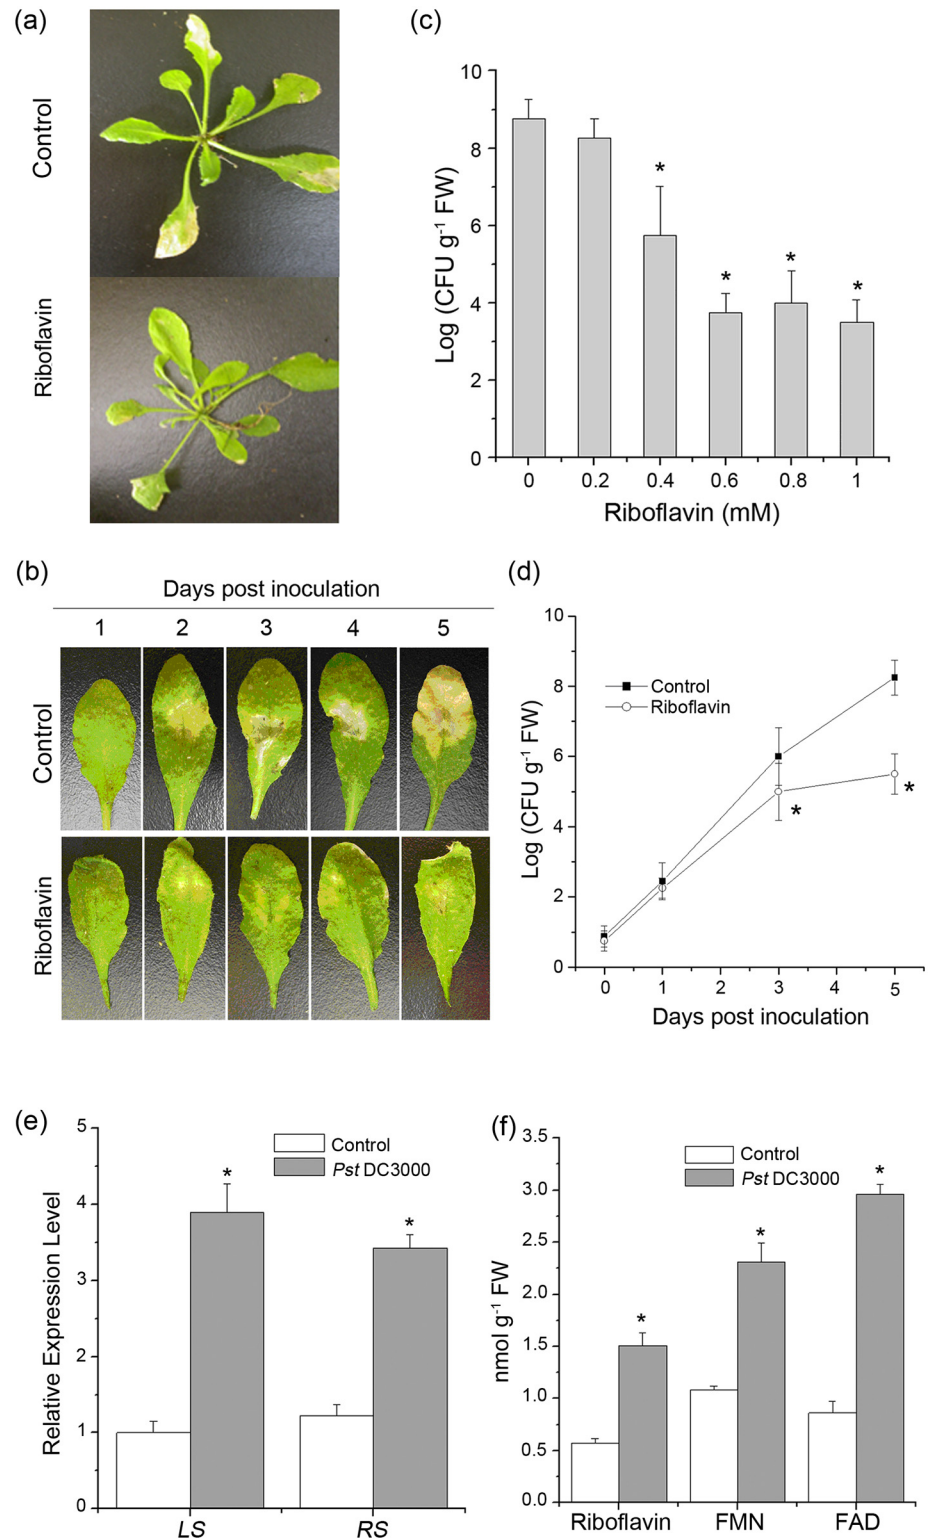 (a)
Control
Riboflavin
(c)
10
8
6
4
2
0
Log (CFU g⁻¹ FW)
*
*
*
*
0 0.2 0.4 0.6 0.8 1
Riboflavin (mM)
(b)
Days post inoculation
1 2 3 4 5
Control
Riboflavin
(d)
10
8
6
4
2
0
Log (CFU g⁻¹ FW)
Control
Riboflavin
*
*
0 1 2 3 4 5
Days post inoculation
(e)
5
4
3
2
1
0
Relative Expression Level
Control
Pst DC3000
*
*
LS RS
(f)
3.5
3.0
2.5
2.0
1.5
1.0
0.5
0.0
nmol g⁻¹ FW
Control
Pst DC3000
*
*
*
Riboflavin FMN FAD